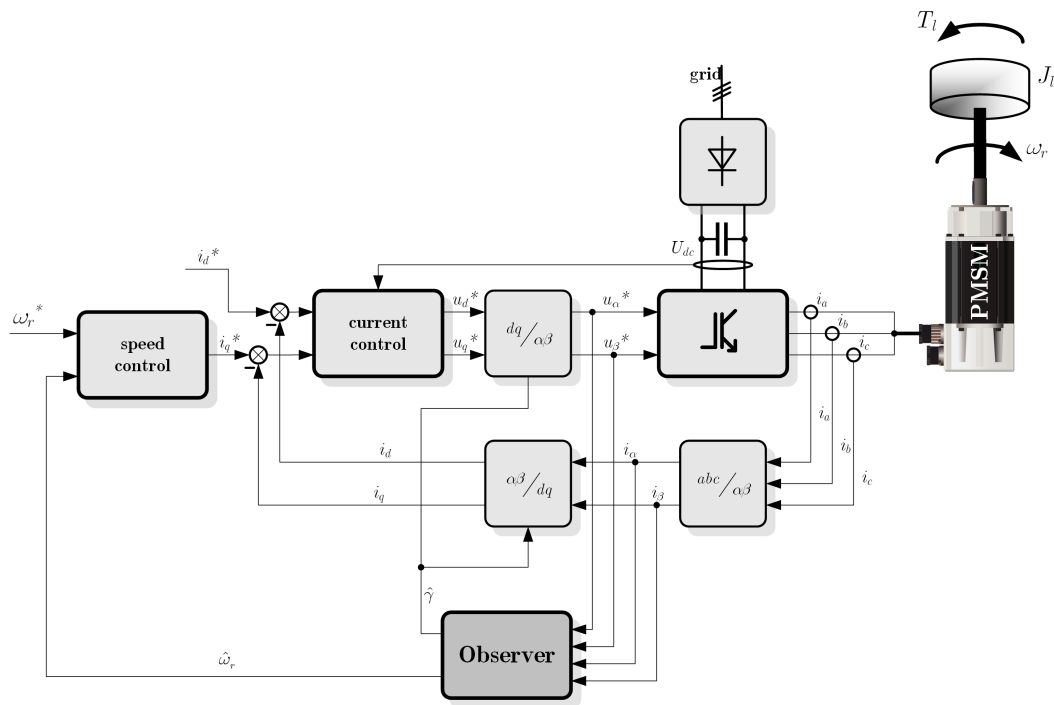 T_l
J_l
grid
ω_r
U_dc
PMSM
i_d*
ω_r*
speed
control
i_q*
current
control
u_d*
u_q*
dq/αβ
u_α*
u_β*
i_a
i_b
i_c
i_a
i_b
i_c
i_d
i_q
αβ/dq
i_α
i_β
abc/αβ
γ̂
Observer
ω̂_r